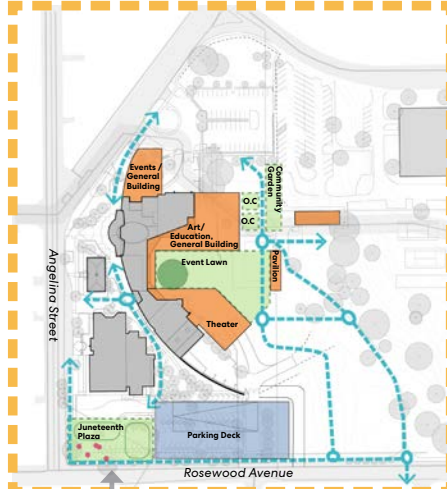 Events /
General
Building
Community
Garden
O.C
O.C
Art/
Education,
General Building
Event Lawn
Pavilion
Angelina Street
Theater
Juneteenth
Plaza
Parking Deck
Rosewood Avenue